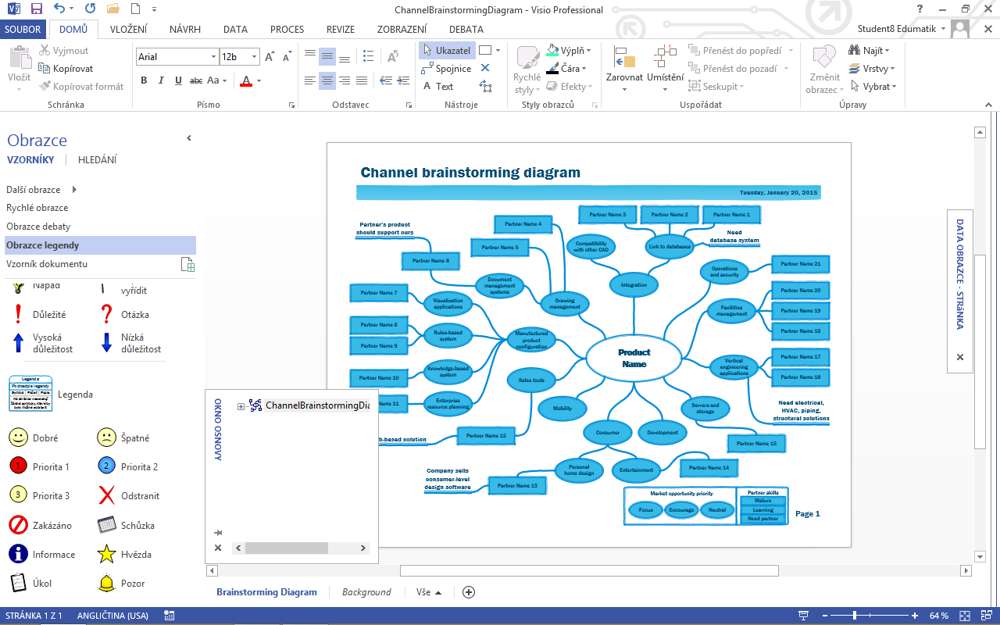 ChannelBrainstormingDiagram - Visio Professional
SOUBOR DOMŮ VLOŽENÍ NÁVRH DATA PROCES REVIZE ZOBRAZENÍ DEBATA
Student8 Edumatik
Vložit
Vyjmout
Kopírovat
Kopírovat formát
Schránka
Arial 12b
B I U abc Aa A
Písmo
Odstavec
Ukazatel
Spojnice
A Text
Nástroje
Rychlé styly
Výplň
Čára
Efekty
Styly obrazců
Zarovnat
Umístění
Přenést do popředí
Přenést do pozadí
Seskupit
Uspořádat
Změnit obrazec
Najít
Vrstvy
Vybrat
Úpravy
Obrazce
VZORNÍKY HLEDÁNÍ
Další obrazce
Rychlé obrazce
Obrazce debaty
Obrazce legendy
Vzorník dokumentu
Nápad
vyřídit
Důležité
Otázka
Vysoká důležitost
Nízká důležitost
Legenda
Legenda
Dobré
Špatné
1 Priorita 1
2 Priorita 2
3 Priorita 3
Odstranit
Zakázáno
Schůzka
Informace
Hvězda
Úkol
Pozor
Channel brainstorming diagram
Tuesday, January 20, 2015
Partner Name 3
Partner Name 2
Partner Name 1
Partner Name 4
Partner's product
should support ours
Need
database system
Partner Name 5
Compatibility
with other CAD
Link to databases
Partner Name 6
Operations
and security
Partner Name 21
Document
management
systems
Integration
Partner Name 7
Visualization
applications
Drawing
management
Partner Name 20
Facilities
management
Partner Name 19
Partner Name 8
Partner Name 18
Rules-based
system
Manufactured
product
configuration
Partner Name 9
Product
Name
Partner Name 17
Vertical
engineering
applications
Knowledge-based
system
Partner Name 10
Sales tools
Partner Name 16
11
Enterprise
resource planning
Mobility
Servers and
storage
Need electrical,
HVAC, piping,
structural solutions
b-based solution
Partner Name 12
Consumer
Development
Partner Name 15
Company sells
consumer-level
design software
Personal
home design
Entertainment
Partner Name 14
Partner Name 13
Market opportunity priority
Partner skills
Focus
Encourage
Neutral
Mature
Learning
Need partner
Page 1
OKNO OSNOVY
ChannelBrainstormingDia
DATA OBRAZCE - STRÁNKA
Brainstorming Diagram Background Vše
STRÁNKA 1 Z 1 ANGLIČTINA (USA)
64 %